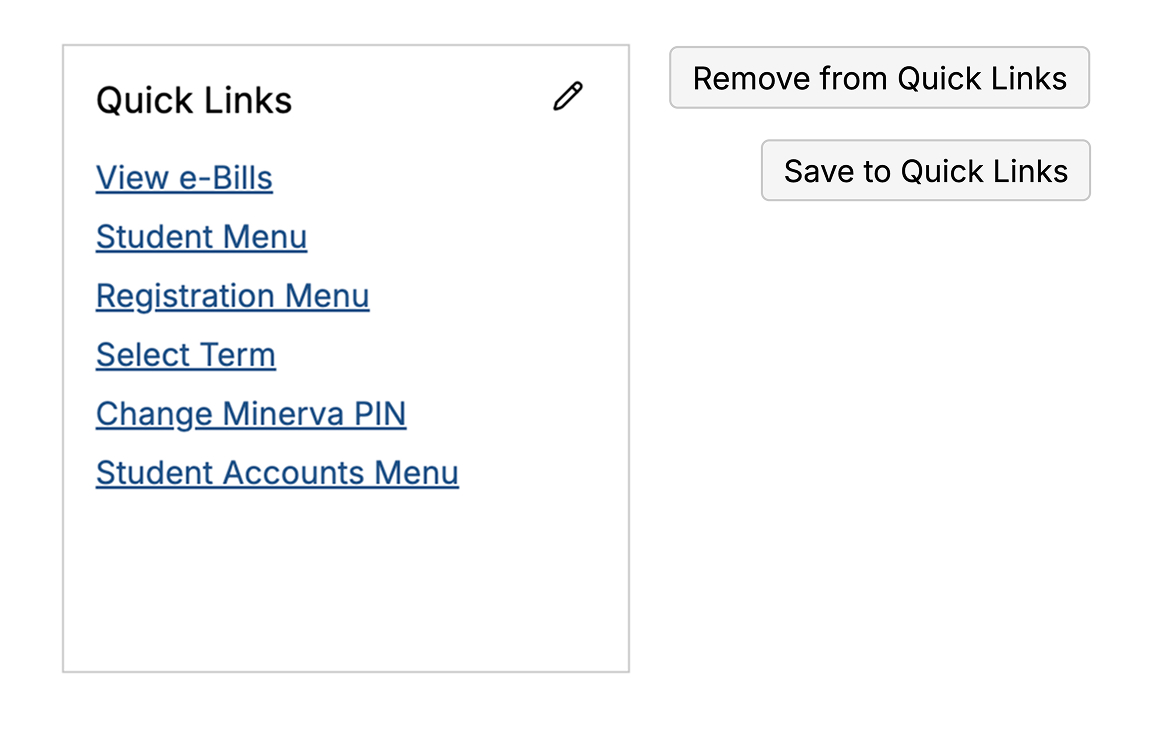 Quick Links
View e-Bills
Student Menu
Registration Menu
Select Term
Change Minerva PIN
Student Accounts Menu
Remove from Quick Links
Save to Quick Links